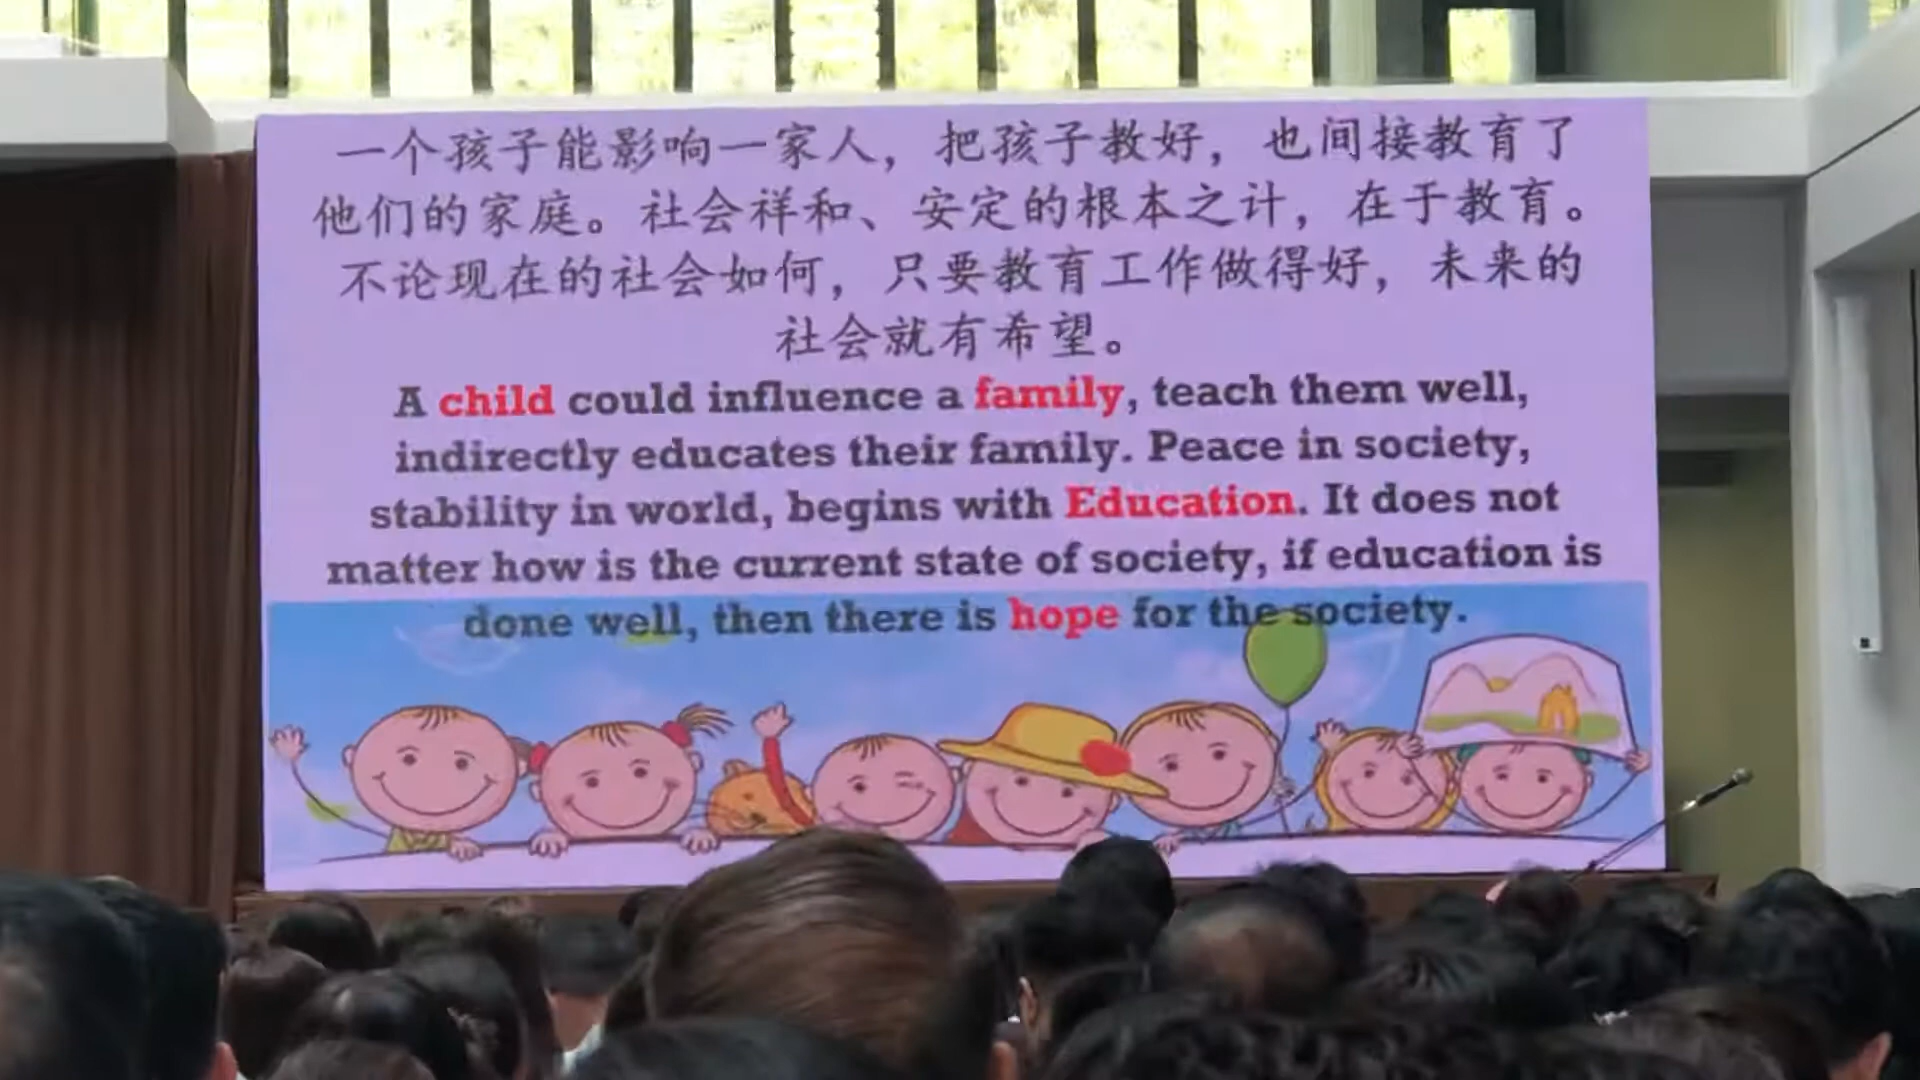 一个孩子能影响一家人，把孩子教好，也间接教育了
他们的家庭。社会祥和、安定的根本之计，在于教育。
不论现在的社会如何，只要教育工作做得好，未来的
社会就有希望。
A child could influence a family, teach them well,
indirectly educates their family. Peace in society,
stability in world, begins with Education. It does not
matter how is the current state of society, if education is
done well, then there is hope for the society.